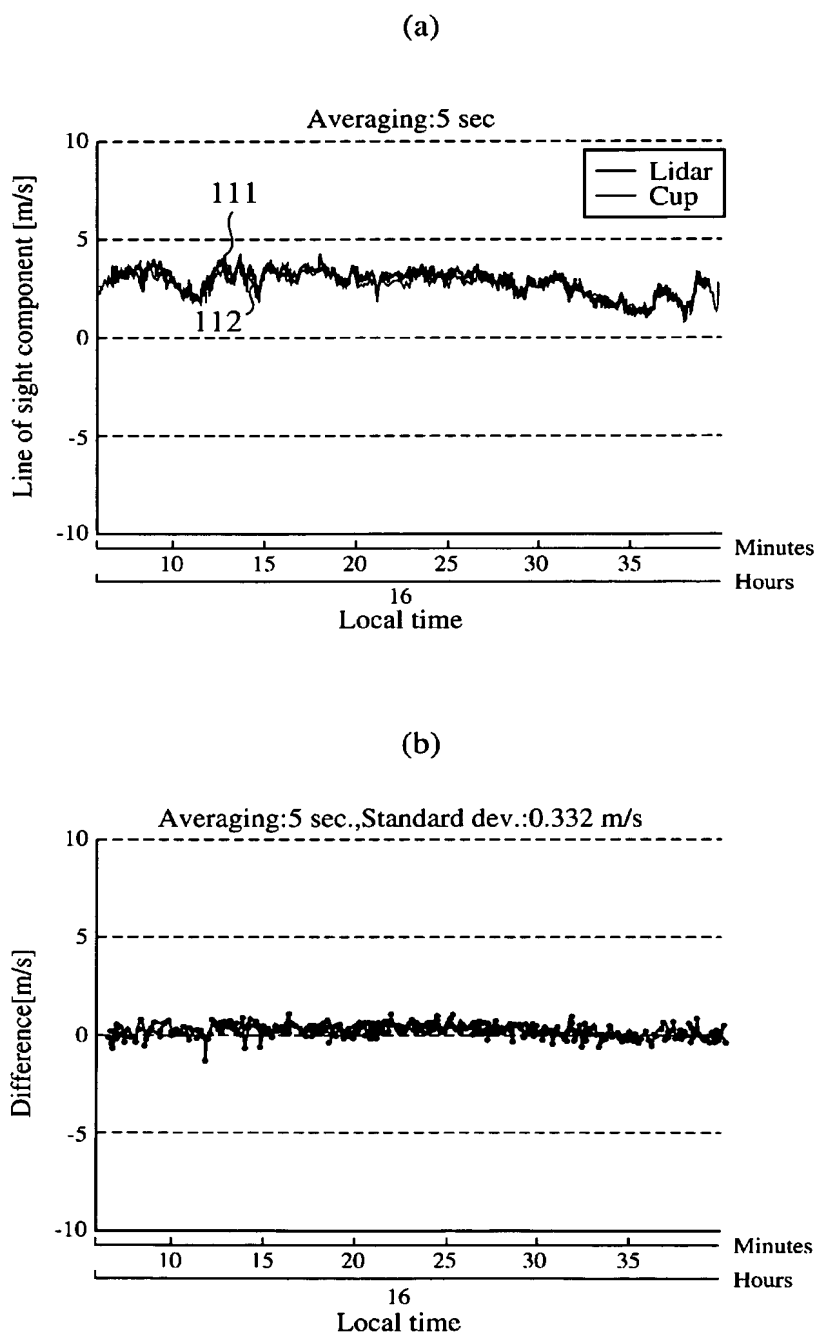 (a)
Averaging:5 sec
Line of sight component [m/s]
10
5
0
-5
-10
Lidar
Cup
111
112
10 15 20 25 30 35 Minutes
Hours
16
Local time
(b)
Averaging:5 sec.,Standard dev.:0.332 m/s
Difference[m/s]
10
5
0
-5
-10
10 15 20 25 30 35 Minutes
Hours
16
Local time